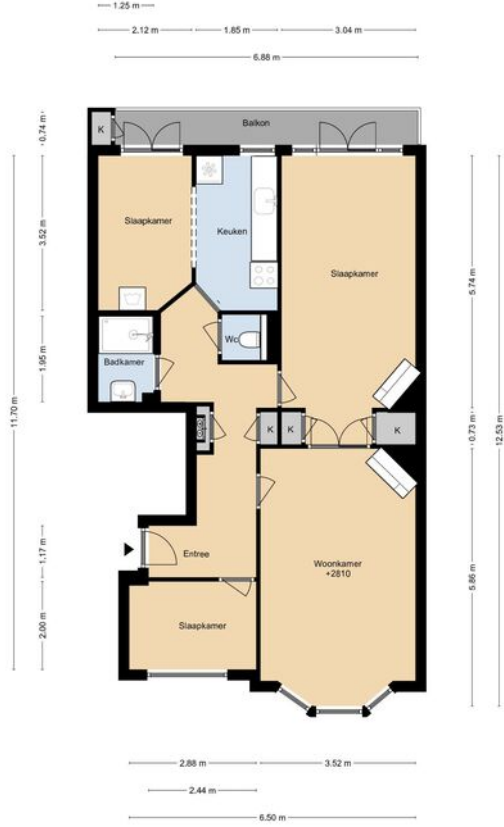 1.25 m
2.12 m
1.85 m
3.04 m
6.88 m
0.74 m
K
Balkon
3.52 m
Slaapkamer
Keuken
Slaapkamer
5.74 m
1.95 m
Wc
Badkamer
11.70 m
K
K
K
0.73 m
12.53 m
1.17 m
Entree
Woonkamer
+2810
5.86 m
2.00 m
Slaapkamer
2.88 m
3.52 m
2.44 m
6.50 m